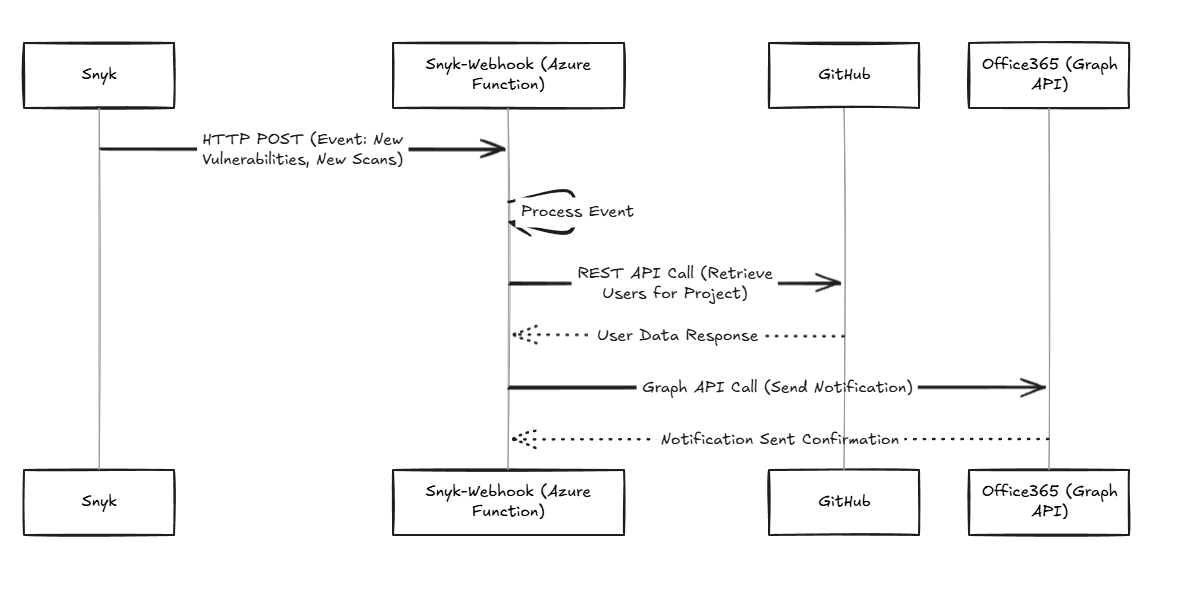 Snyk
Snyk-Webhook (Azure
Function)
GitHub
Office365 (Graph
API)
HTTP POST (Event: New
Vulnerabilities, New Scans)
Process Event
REST API Call (Retrieve
Users for Project)
User Data Response
Graph API Call (Send Notification)
Notification Sent Confirmation
Snyk
Snyk-Webhook (Azure
Function)
GitHub
Office365 (Graph
API)